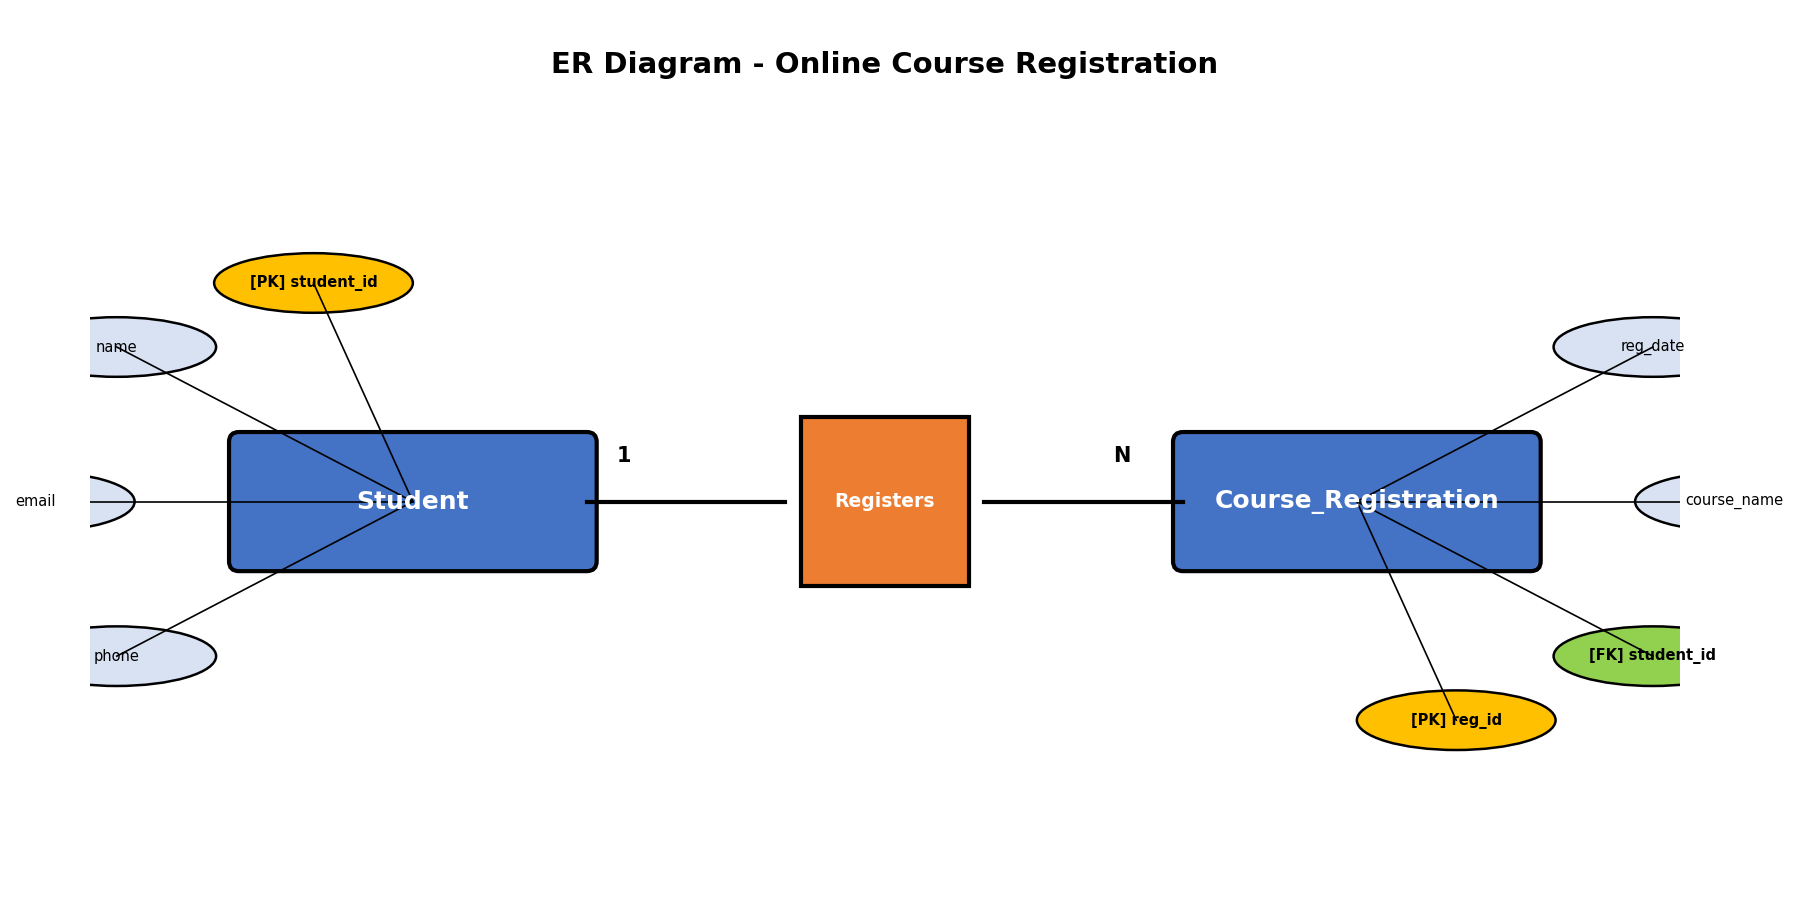 ER Diagram - Online Course Registration
[PK] student_id
name
reg_date
1
N
email
Student
Registers
Course_Registration
course_name
phone
[FK] student_id
[PK] reg_id